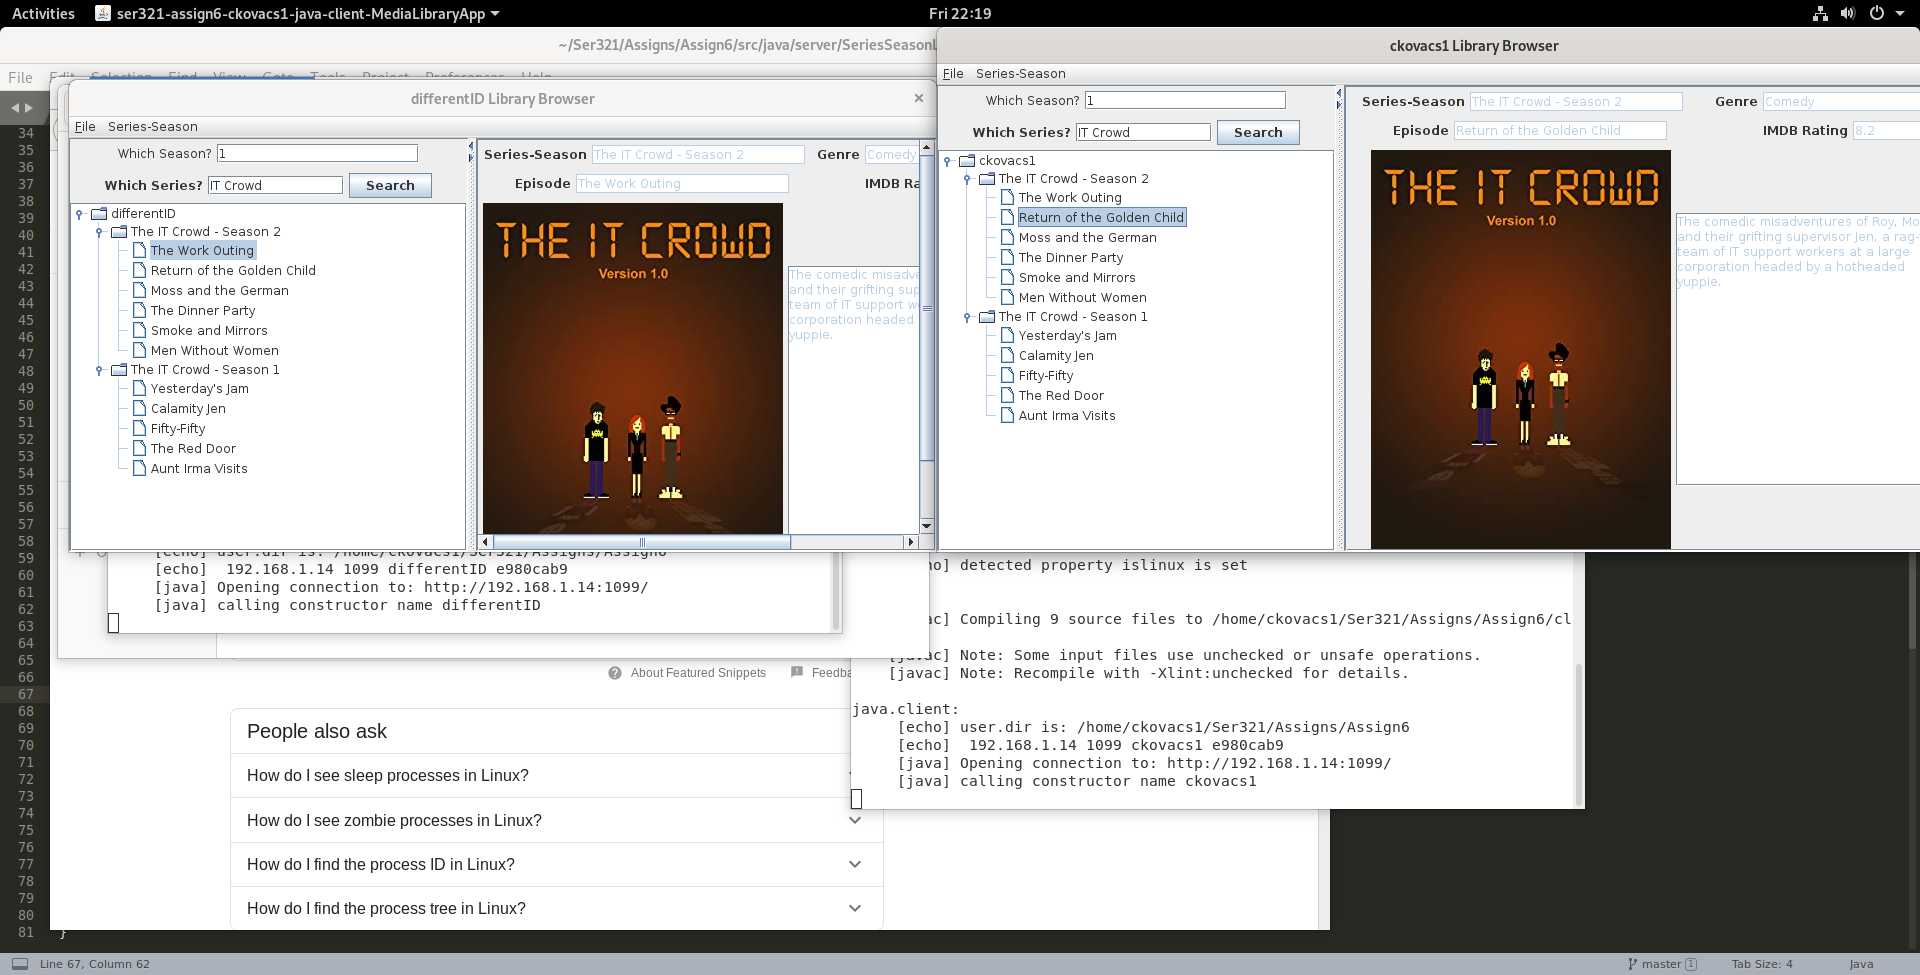 Activities
ser321-assign6-ckovacs1-java-client-MediaLibraryApp
Fri 22:19
~/Ser321/Assigns/Assign6/src/java/server/SeriesSeasonL
File Edit Selection Find View Goto Tools Project Preferences Help
differentID Library Browser
File Series-Season
Which Season? 1
Which Series? IT Crowd Search
differentID
The IT Crowd - Season 2
The Work Outing
Return of the Golden Child
Moss and the German
The Dinner Party
Smoke and Mirrors
Men Without Women
The IT Crowd - Season 1
Yesterday's Jam
Calamity Jen
Fifty-Fifty
The Red Door
Aunt Irma Visits
Series-Season The IT Crowd - Season 2 Genre Comedy
Episode The Work Outing IMDB Ra
THE IT CROWD
Version 1.0
The comedic misadve
and their grifting sup
team of IT support w
corporation headed
yuppie.
ckovacs1 Library Browser
File Series-Season
Which Season? 1
Which Series? IT Crowd Search
ckovacs1
The IT Crowd - Season 2
The Work Outing
Return of the Golden Child
Moss and the German
The Dinner Party
Smoke and Mirrors
Men Without Women
The IT Crowd - Season 1
Yesterday's Jam
Calamity Jen
Fifty-Fifty
The Red Door
Aunt Irma Visits
Series-Season The IT Crowd - Season 2 Genre Comedy
Episode Return of the Golden Child IMDB Rating 8.2
THE IT CROWD
Version 1.0
The comedic misadventures of Roy, Mo
and their grifting supervisor Jen, a rag-
team of IT support workers at a large
corporation headed by a hotheaded
yuppie.
34
35
36
37
38
39
40
41
42
43
44
45
46
47
48
49
50
51
52
53
54
55
56
57
58
59
60
61
62
63
64
65
66
67
68
69
70
71
72
73
74
75
76
77
78
79
80
81 }
[echo] user.dir is: /home/ckovacs1/Ser321/Assigns/Assign6
[echo] 192.168.1.14 1099 differentID e980cab9
[java] Opening connection to: http://192.168.1.14:1099/
[java] calling constructor name differentID
ho] detected property islinux is set
ac] Compiling 9 source files to /home/ckovacs1/Ser321/Assigns/Assign6/cl
[javac] Note: Some input files use unchecked or unsafe operations.
[javac] Note: Recompile with -Xlint:unchecked for details.
java.client:
[echo] user.dir is: /home/ckovacs1/Ser321/Assigns/Assign6
[echo] 192.168.1.14 1099 ckovacs1 e980cab9
[java] Opening connection to: http://192.168.1.14:1099/
[java] calling constructor name ckovacs1
About Featured Snippets Feedba
People also ask
How do I see sleep processes in Linux?
How do I see zombie processes in Linux?
How do I find the process ID in Linux?
How do I find the process tree in Linux?
Line 67, Column 62
master 1
Tab Size: 4
Java